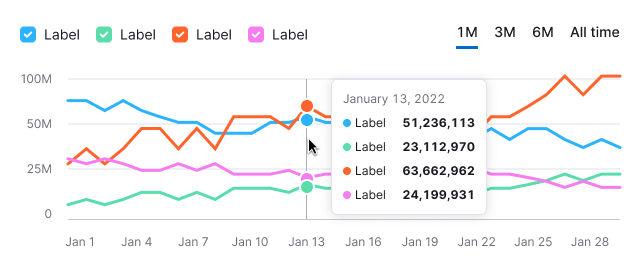 Label Label Label Label 1M 3M 6M All time
100M
50M
25M
0
January 13, 2022
Label 51,236,113
Label 23,112,970
Label 63,662,962
Label 24,199,931
Jan 1 Jan 4 Jan 7 Jan 10 Jan 13 Jan 16 Jan 19 Jan 22 Jan 25 Jan 28